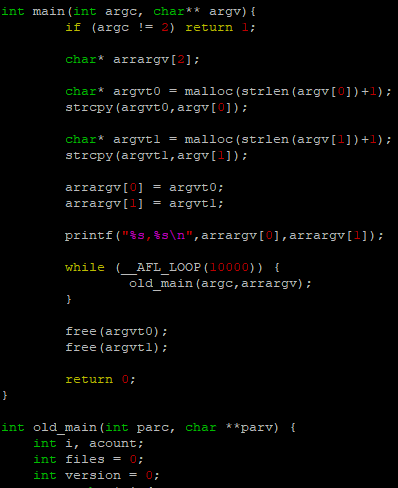 int main(int argc, char** argv){
if (argc != 2) return 1;
char* arrargv[2];
char* argvt0 = malloc(strlen(argv[0])+1);
strcpy(argvt0,argv[0]);
char* argvt1 = malloc(strlen(argv[1])+1);
strcpy(argvt1,argv[1]);
arrargv[0] = argvt0;
arrargv[1] = argvt1;
printf("%s,%s\n",arrargv[0],arrargv[1]);
while (__AFL_LOOP(10000)) {
old_main(argc,arrargv);
}
free(argvt0);
free(argvt1);
return 0;
}
int old_main(int parc, char **parv) {
int i, acount;
int files = 0;
int version = 0;